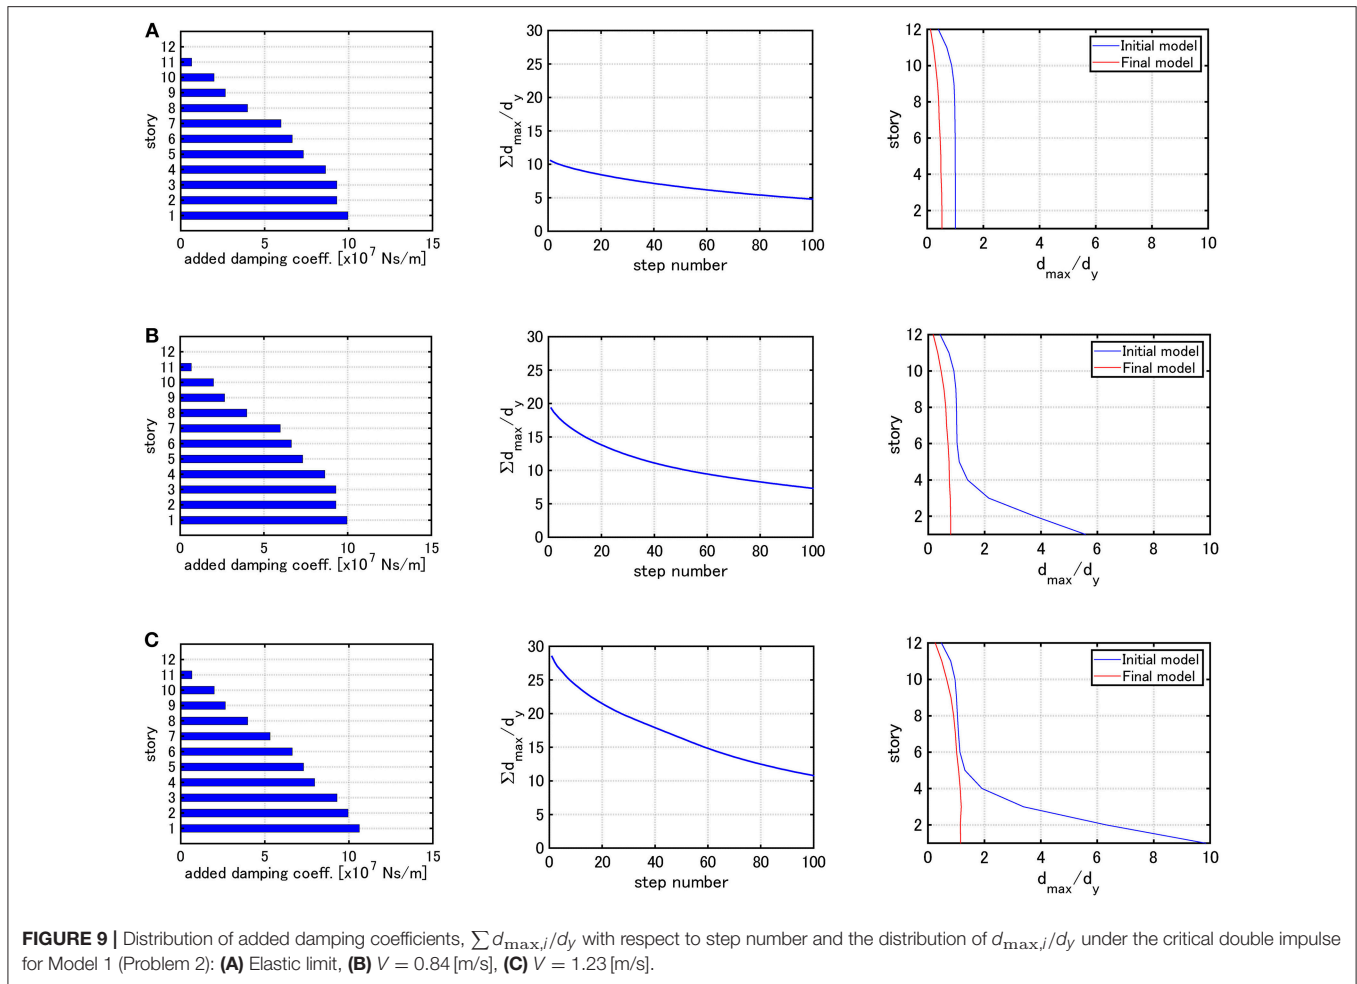 A
12
11
10
9
8
7
6
5
4
3
2
1
story
0 5 10 15
added damping coeff. [x10^7 Ns/m]
30
25
20
15
10
5
0
Σd_max/d_y
0 20 40 60 80 100
step number
12
10
8
6
4
2
story
Initial model
Final model
0 2 4 6 8 10
d_max/d_y
B
12
11
10
9
8
7
6
5
4
3
2
1
story
0 5 10 15
added damping coeff. [x10^7 Ns/m]
30
25
20
15
10
5
0
Σd_max/d_y
0 20 40 60 80 100
step number
12
10
8
6
4
2
story
Initial model
Final model
0 2 4 6 8 10
d_max/d_y
C
12
11
10
9
8
7
6
5
4
3
2
1
story
0 5 10 15
added damping coeff. [x10^7 Ns/m]
30
25
20
15
10
5
0
Σd_max/d_y
0 20 40 60 80 100
step number
12
10
8
6
4
2
story
Initial model
Final model
0 2 4 6 8 10
d_max/d_y
FIGURE 9 | Distribution of added damping coefficients, ∑ d_max,i/d_y with respect to step number and the distribution of d_max,i/d_y under the critical double impulse
for Model 1 (Problem 2): (A) Elastic limit, (B) V = 0.84 [m/s], (C) V = 1.23 [m/s].